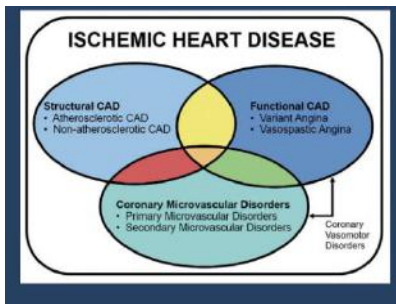 ISCHEMIC HEART DISEASE
Structural CAD
• Atherosclerotic CAD
• Non-atherosclerotic CAD
Functional CAD
• Variant Angina
• Vasospastic Angina
Coronary Microvascular Disorders
• Primary Microvascular Disorders
• Secondary Microvascular Disorders
Coronary
Vasomotor
Disorders